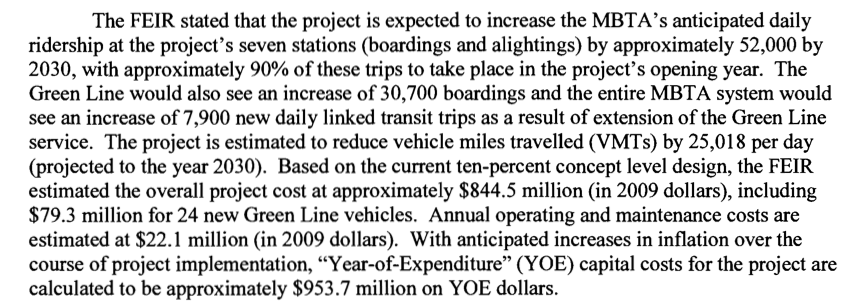 The FEIR stated that the project is expected to increase the MBTA's anticipated daily
ridership at the project's seven stations (boardings and alightings) by approximately 52,000 by
2030, with approximately 90% of these trips to take place in the project's opening year.  The
Green Line would also see an increase of 30,700 boardings and the entire MBTA system would
see an increase of 7,900 new daily linked transit trips as a result of extension of the Green Line
service.  The project is estimated to reduce vehicle miles travelled (VMTs) by 25,018 per day
(projected to the year 2030).  Based on the current ten-percent concept level design, the FEIR
estimated the overall project cost at approximately $844.5 million (in 2009 dollars), including
$79.3 million for 24 new Green Line vehicles.  Annual operating and maintenance costs are
estimated at $22.1 million (in 2009 dollars).  With anticipated increases in inflation over the
course of project implementation, “Year-of-Expenditure” (YOE) capital costs for the project are
calculated to be approximately $953.7 million on YOE dollars.